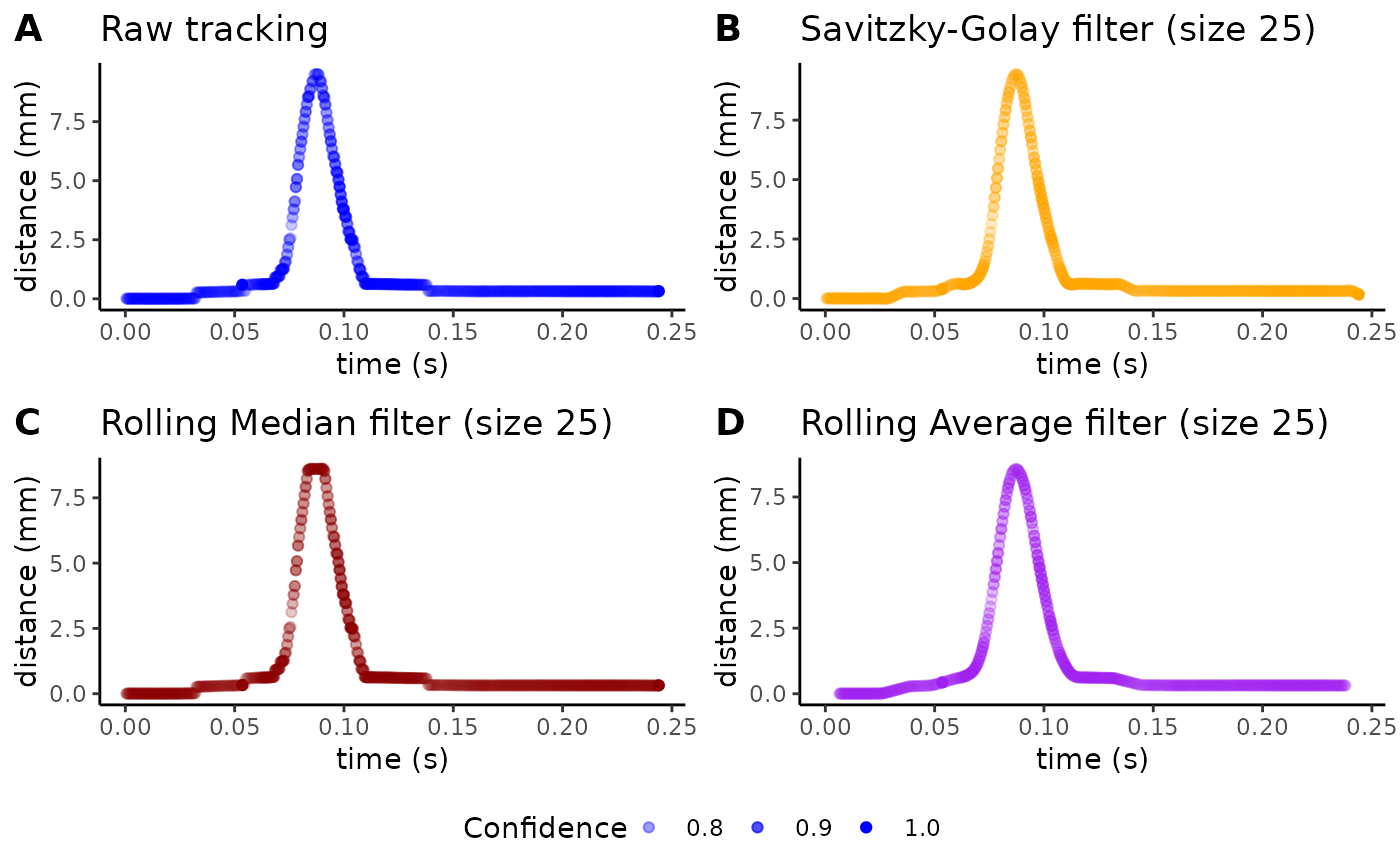 A Raw tracking
distance (mm)
7.5
5.0
2.5
0.0
0.00 0.05 0.10 0.15 0.20 0.25
time (s)
B Savitzky-Golay filter (size 25)
distance (mm)
7.5
5.0
2.5
0.0
0.00 0.05 0.10 0.15 0.20 0.25
time (s)
C Rolling Median filter (size 25)
distance (mm)
7.5
5.0
2.5
0.0
0.00 0.05 0.10 0.15 0.20 0.25
time (s)
D Rolling Average filter (size 25)
distance (mm)
7.5
5.0
2.5
0.0
0.00 0.05 0.10 0.15 0.20 0.25
time (s)
Confidence 0.8 0.9 1.0